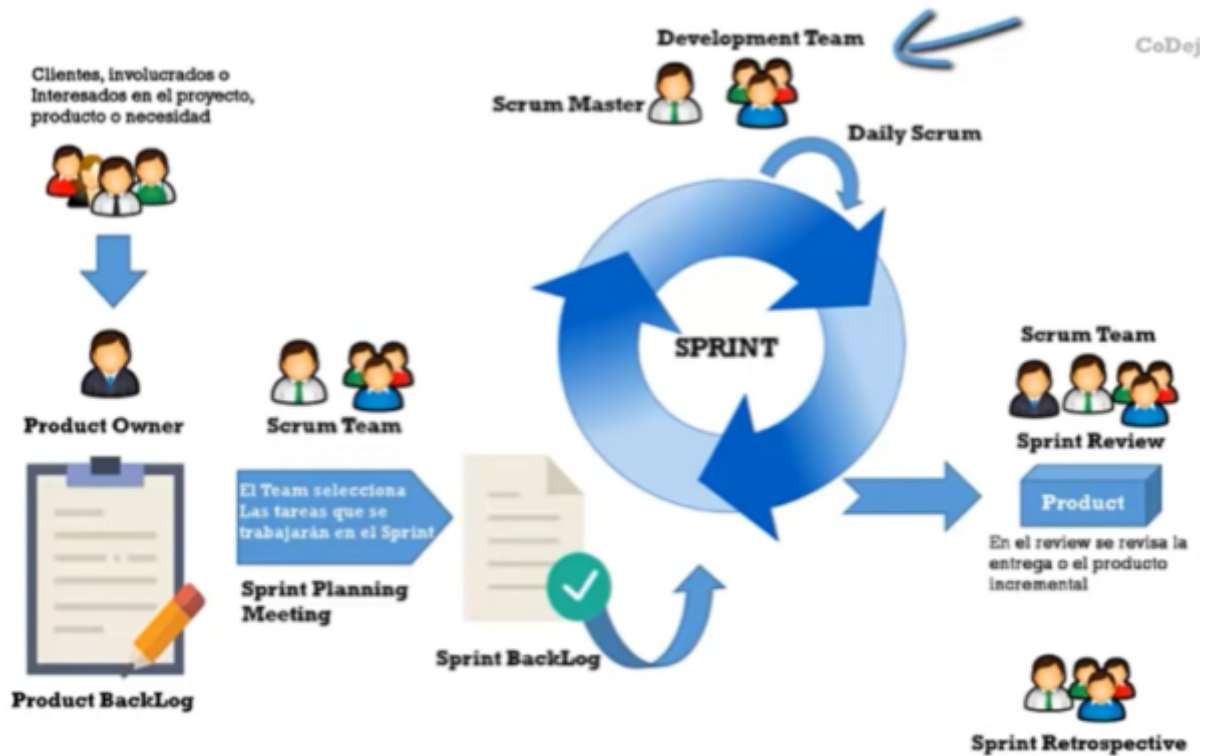 Development Team
CoDej
Clientes, involucrados o
Interesados en el proyecto,
producto o necesidad
Scrum Master
Daily Scrum
SPRINT
Scrum Team
Product Owner
Scrum Team
Sprint Review
El Team selecciona
Las tareas que se
trabajarán en el Sprint
Product
En el review se revisa la
entrega o el producto
incremental
Sprint Planning
Meeting
Sprint BackLog
Product BackLog
Sprint Retrospective